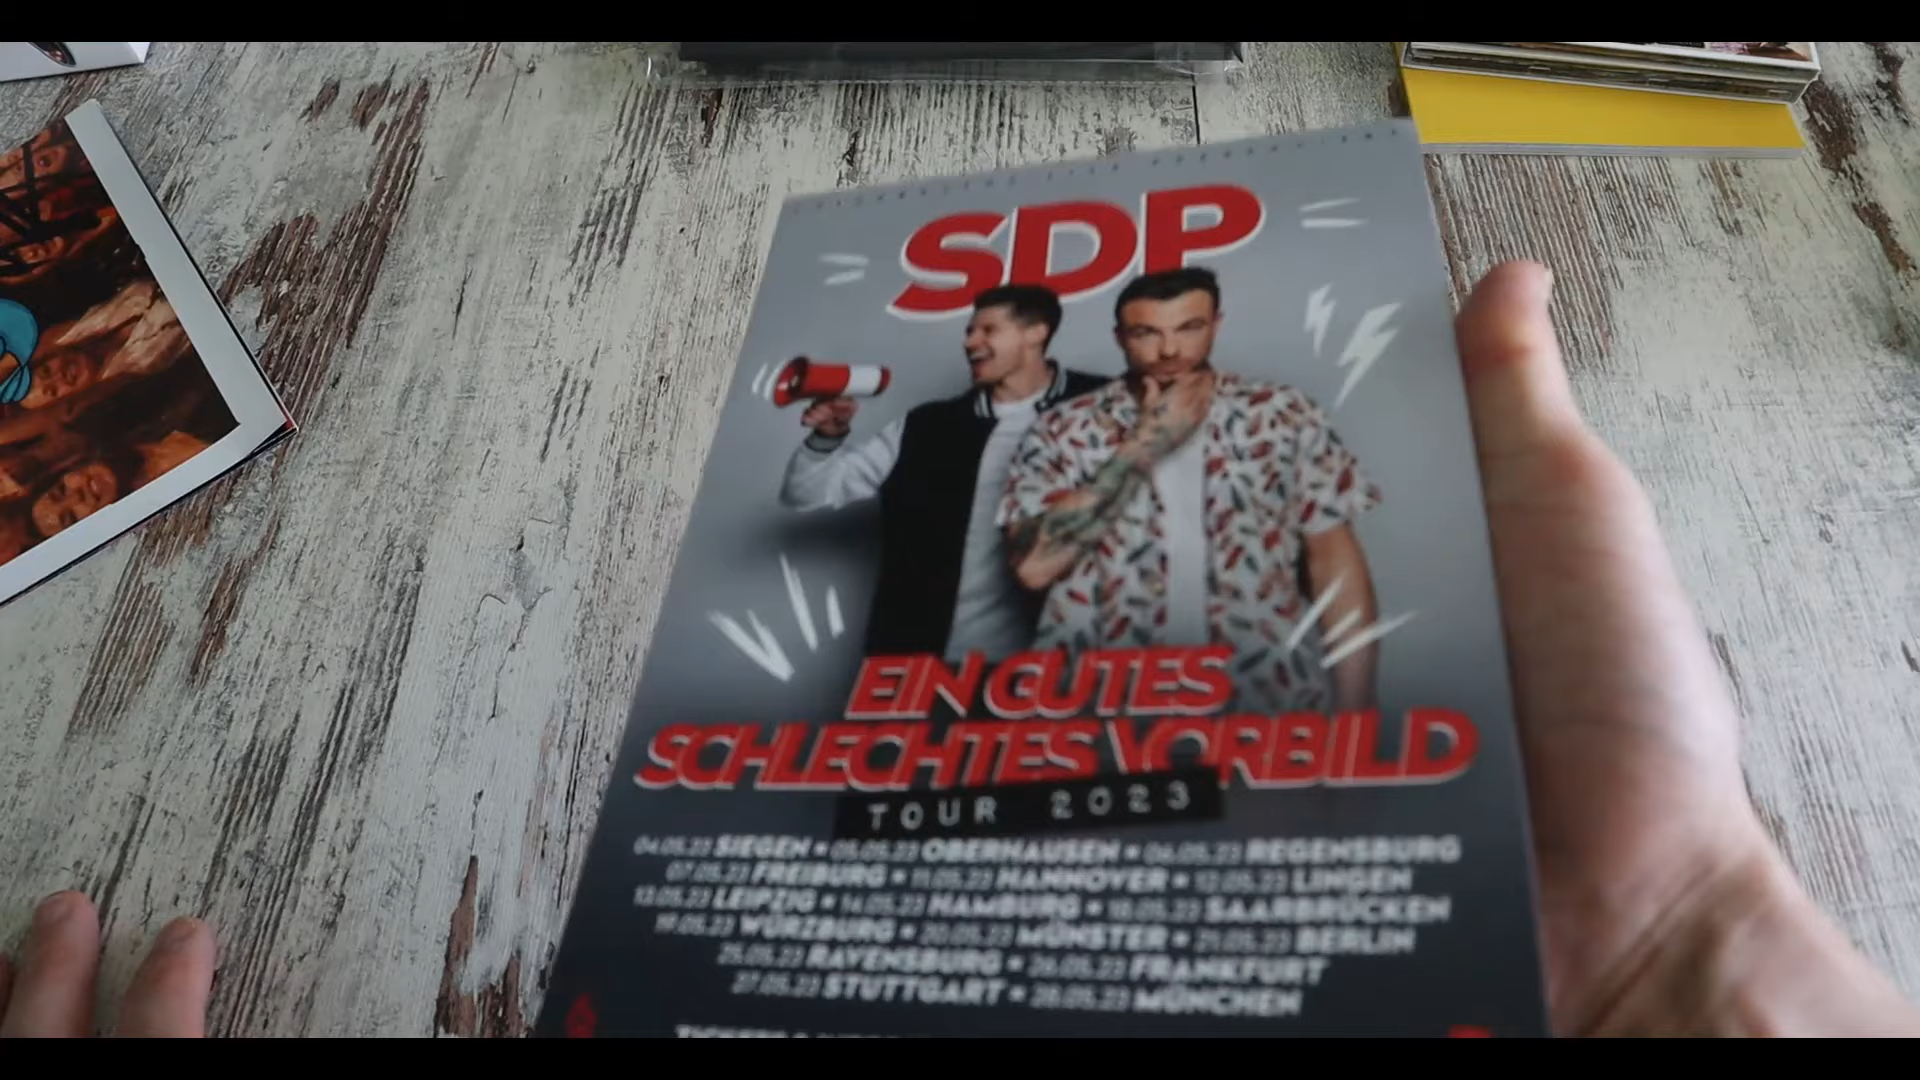 SDP
EIN GUTES
SCHLECHTES VORBILD
TOUR 2023
04.05.23 SIEGEN • 05.05.23 OBERHAUSEN • 06.05.23 REGENSBURG
07.05.23 FREIBURG • 11.05.23 HANNOVER • 12.05.23 LINGEN
13.05.23 LEIPZIG • 14.05.23 HAMBURG • 18.05.23 SAARBRÜCKEN
19.05.23 WÜRZBURG • 20.05.23 MÜNSTER • 21.05.23 BERLIN
25.05.23 RAVENSBURG • 26.05.23 FRANKFURT
27.05.23 STUTTGART • 28.05.23 MÜNCHEN